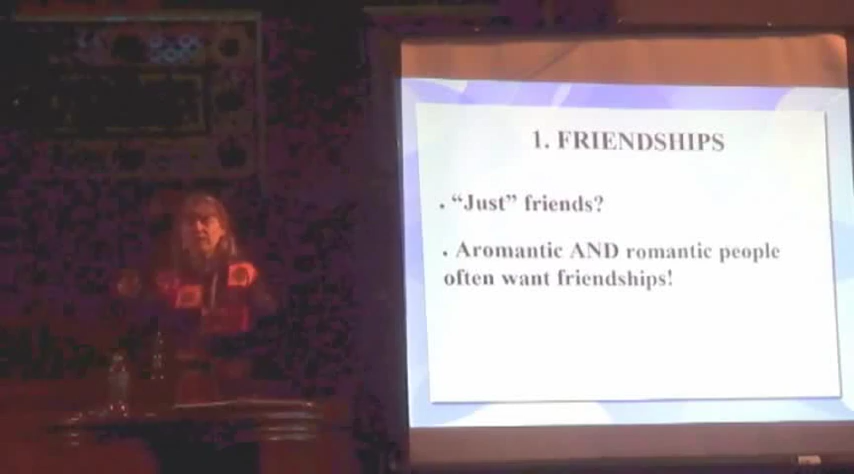 1. FRIENDSHIPS
. “Just” friends?
. Aromantic AND romantic people
often want friendships!